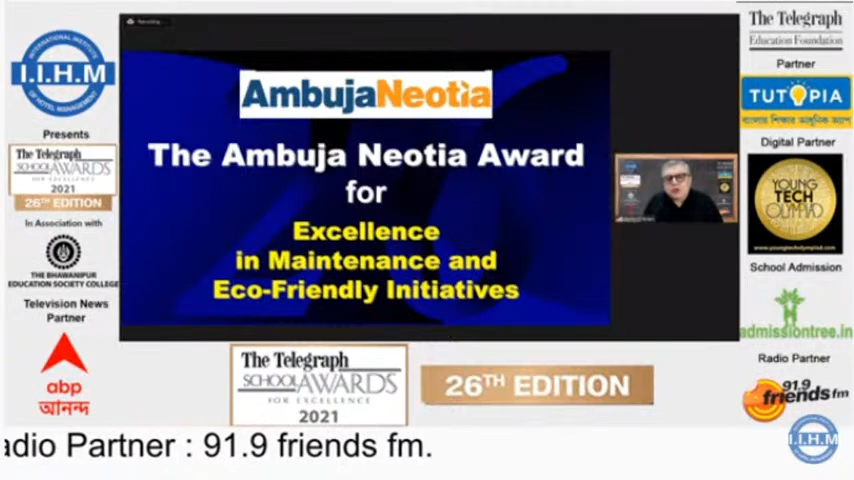 Recording...
INTERNATIONAL INSTITUTE
I.I.H.M
OF HOTEL MANAGEMENT
Presents
The Telegraph
SCHOOL AWARDS
FOR EXCELLENCE
2021
26TH EDITION
In Association with
THE BHAWANIPUR
EDUCATION SOCIETY COLLEGE
Television News
Partner
abp
আনন্দ
AmbujaNeotia
The Ambuja Neotia Award
for
Excellence
in Maintenance and
Eco-Friendly Initiatives
The Telegraph
Education Foundation
Partner
TUTOPIA
বাংলায় শিক্ষার আধুনিক অ্যাপ
Digital Partner
YOUNG
TECH
OLYMPIAD
www.youngtecholympiad.com
School Admission
admissiontree.in
Radio Partner
91.9
friends fm
The Telegraph
SCHOOL AWARDS
FOR EXCELLENCE
2021
26TH EDITION
I.I.H.M
adio Partner : 91.9 friends fm.